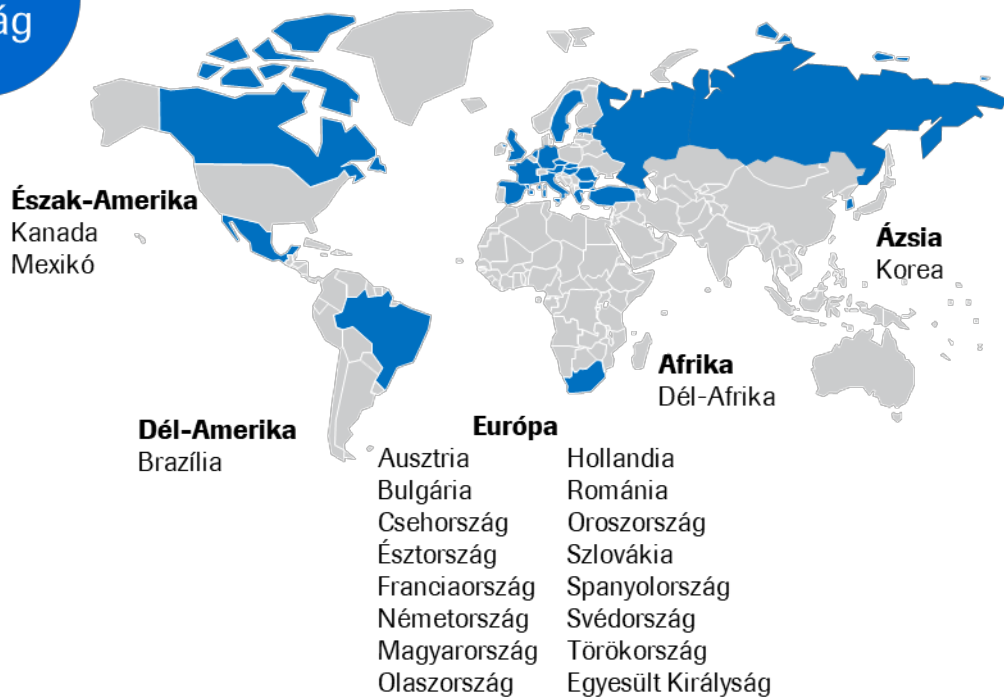 Észak-Amerika
Kanada
Mexikó
Ázsia
Korea
Afrika
Dél-Afrika
Dél-Amerika
Brazília
Európa
Ausztria
Bulgária
Csehország
Észtország
Franciaország
Németország
Magyarország
Olaszország
Hollandia
Románia
Oroszország
Szlovákia
Spanyolország
Svédország
Törökország
Egyesült Királyság